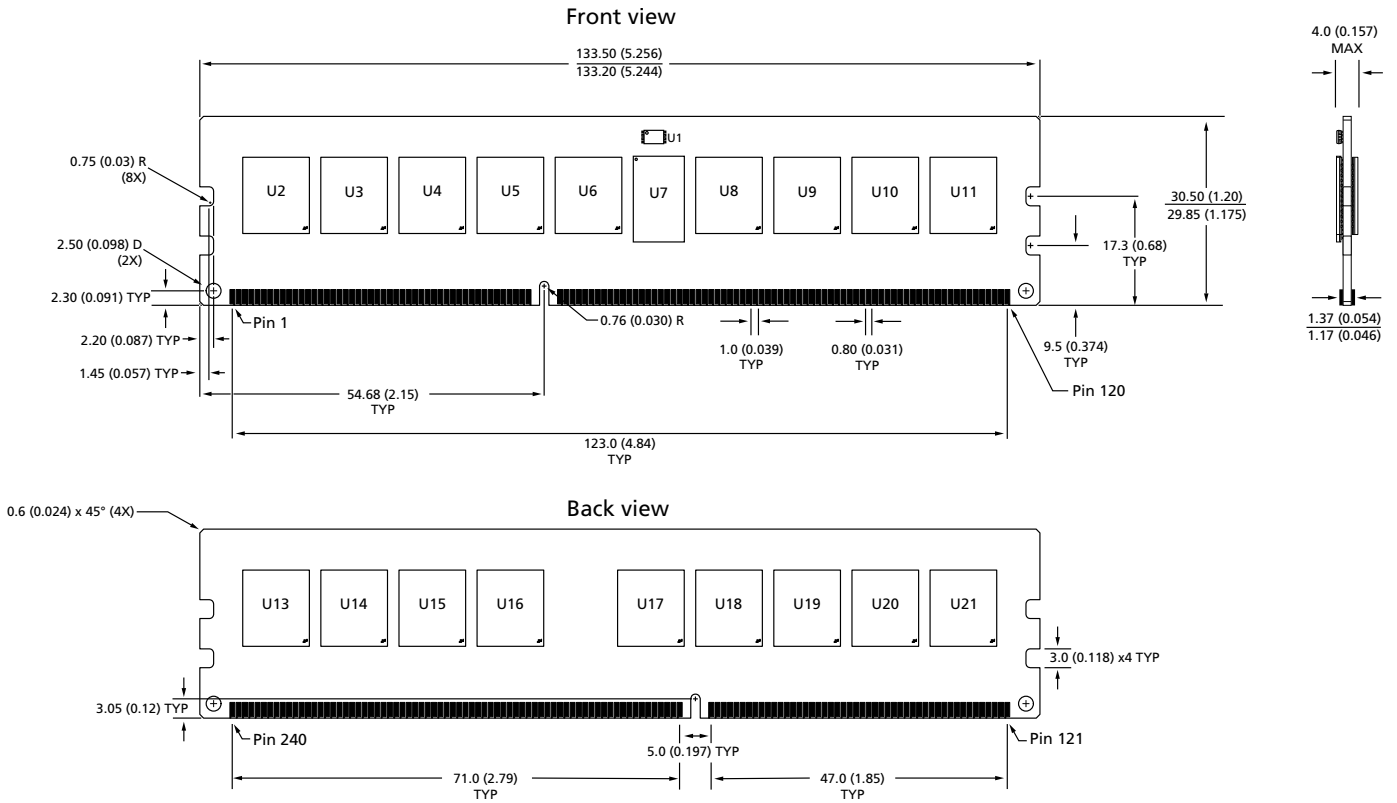 Front view
133.50 (5.256)
133.20 (5.244)
4.0 (0.157)
MAX
U1
0.75 (0.03) R
(8X)
U2
U3
U4
U5
U6
U7
U8
U9
U10
U11
30.50 (1.20)
29.85 (1.175)
2.50 (0.098) D
(2X)
17.3 (0.68)
TYP
2.30 (0.091) TYP
Pin 1
0.76 (0.030) R
2.20 (0.087) TYP
1.0 (0.039)
TYP
0.80 (0.031)
TYP
9.5 (0.374)
TYP
1.37 (0.054)
1.17 (0.046)
1.45 (0.057) TYP
Pin 120
54.68 (2.15)
TYP
123.0 (4.84)
TYP
Back view
0.6 (0.024) x 45° (4X)
U13
U14
U15
U16
U17
U18
U19
U20
U21
3.0 (0.118) x4 TYP
3.05 (0.12) TYP
Pin 240
5.0 (0.197) TYP
Pin 121
71.0 (2.79)
TYP
47.0 (1.85)
TYP